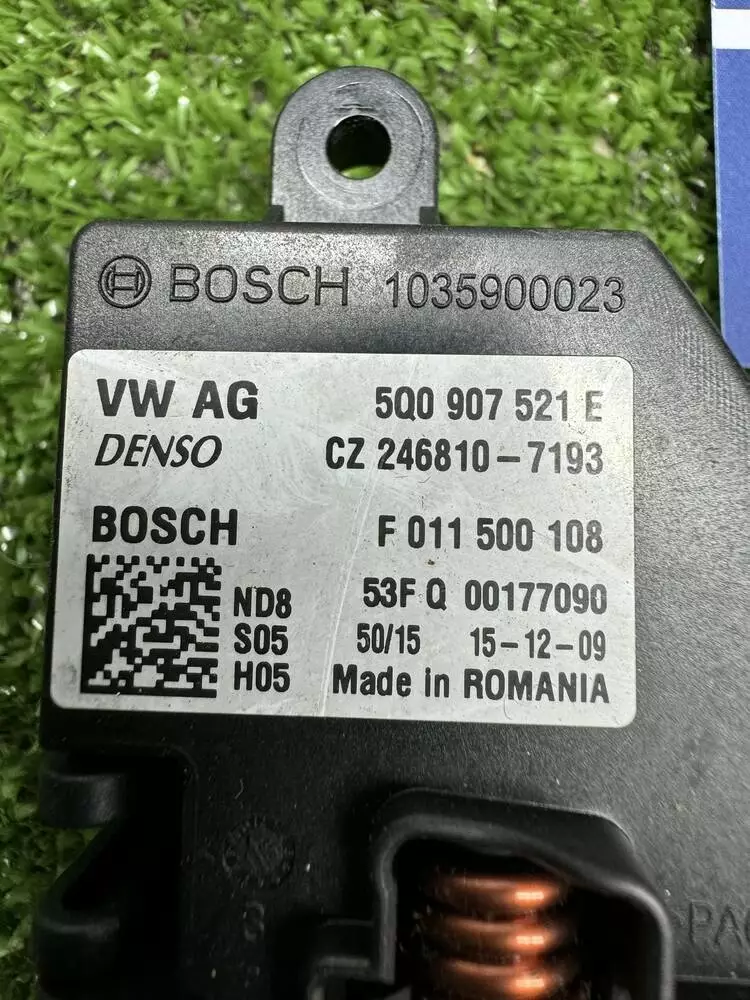 BOSCH 1035900023
VW AG 5Q0 907 521 E
DENSO CZ 246810-7193
BOSCH F 011 500 108
ND8 53F Q 00177090
S05 50/15 15-12-09
H05 Made in ROMANIA
>PA